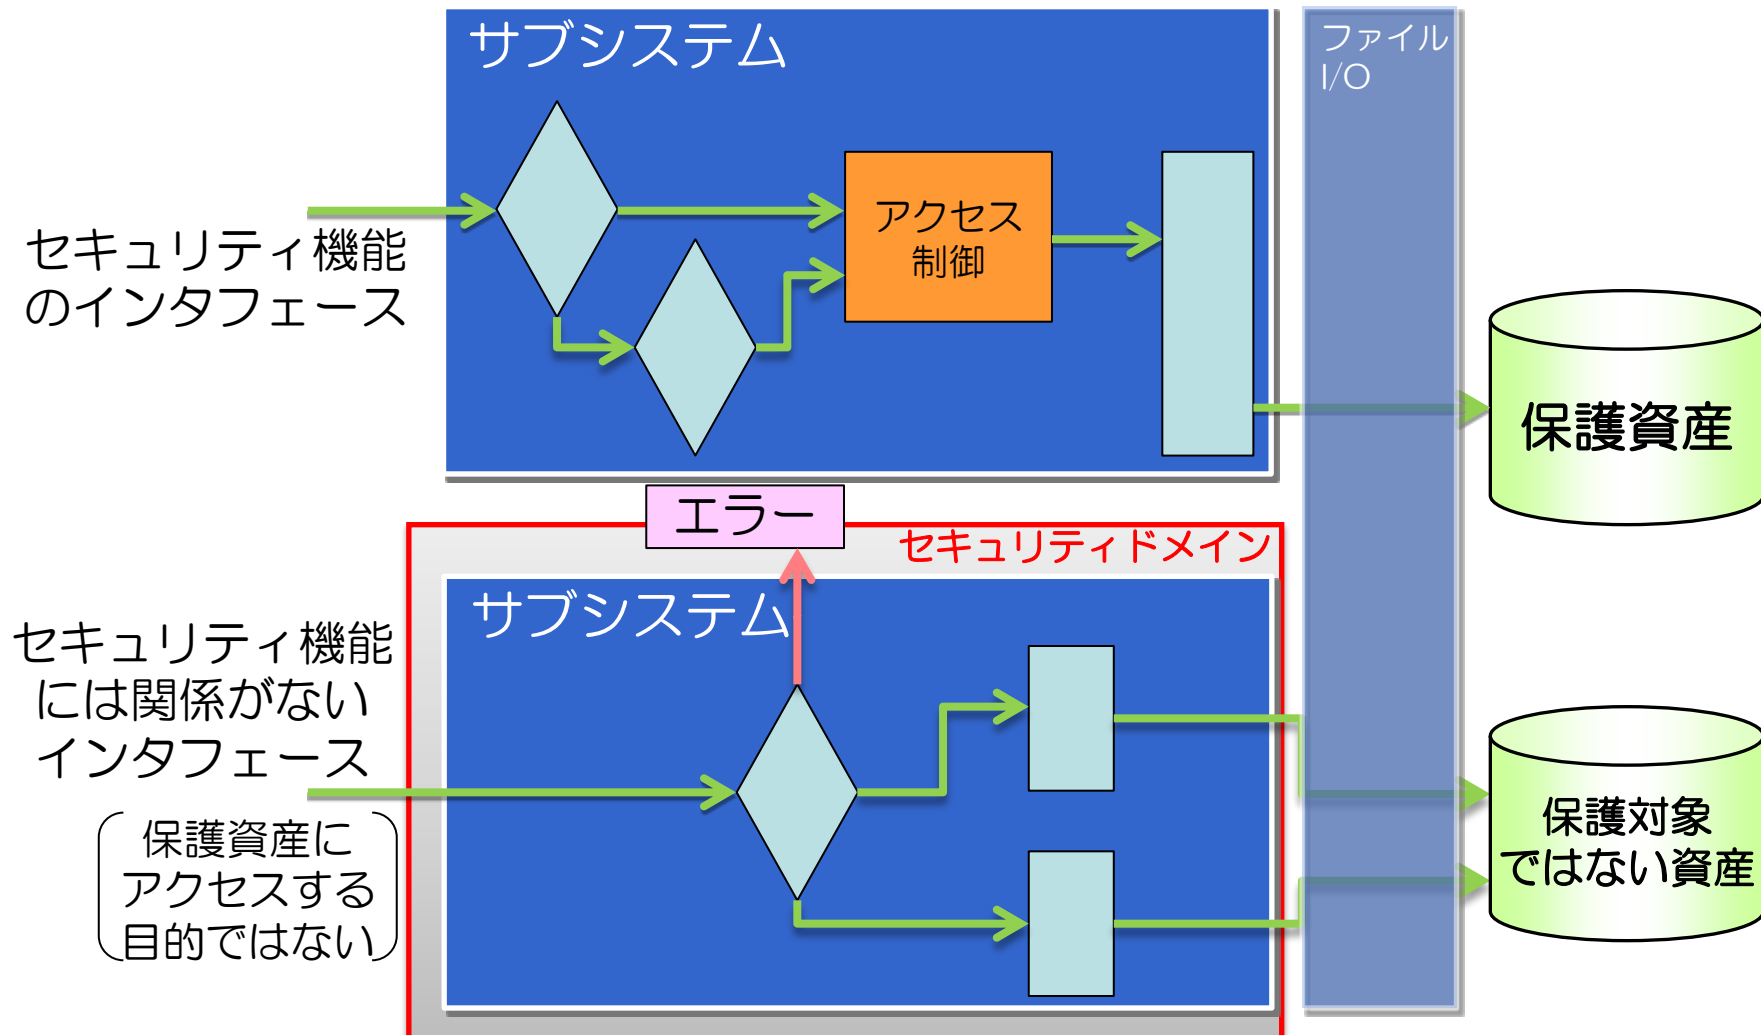 サブシステム
ファイル
I/O
アクセス
制御
セキュリティ機能
のインタフェース
保護資産
エラー
セキュリティドメイン
サブシステム
セキュリティ機能
には関係がない
インタフェース
保護資産に
アクセスする
目的ではない
保護対象
ではない資産